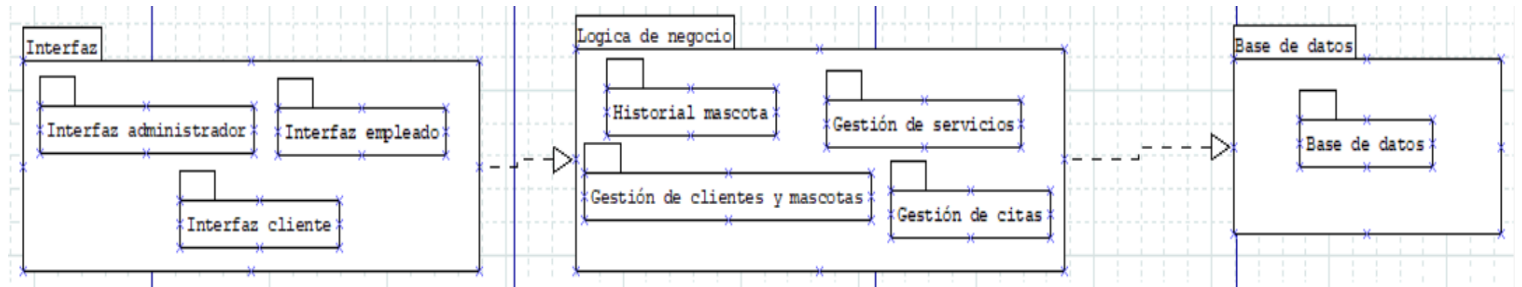 Interfaz
Interfaz administrador
Interfaz empleado
Interfaz cliente
Logica de negocio
Historial mascota
Gestión de servicios
Gestión de clientes y mascotas
Gestión de citas
Base de datos
Base de datos